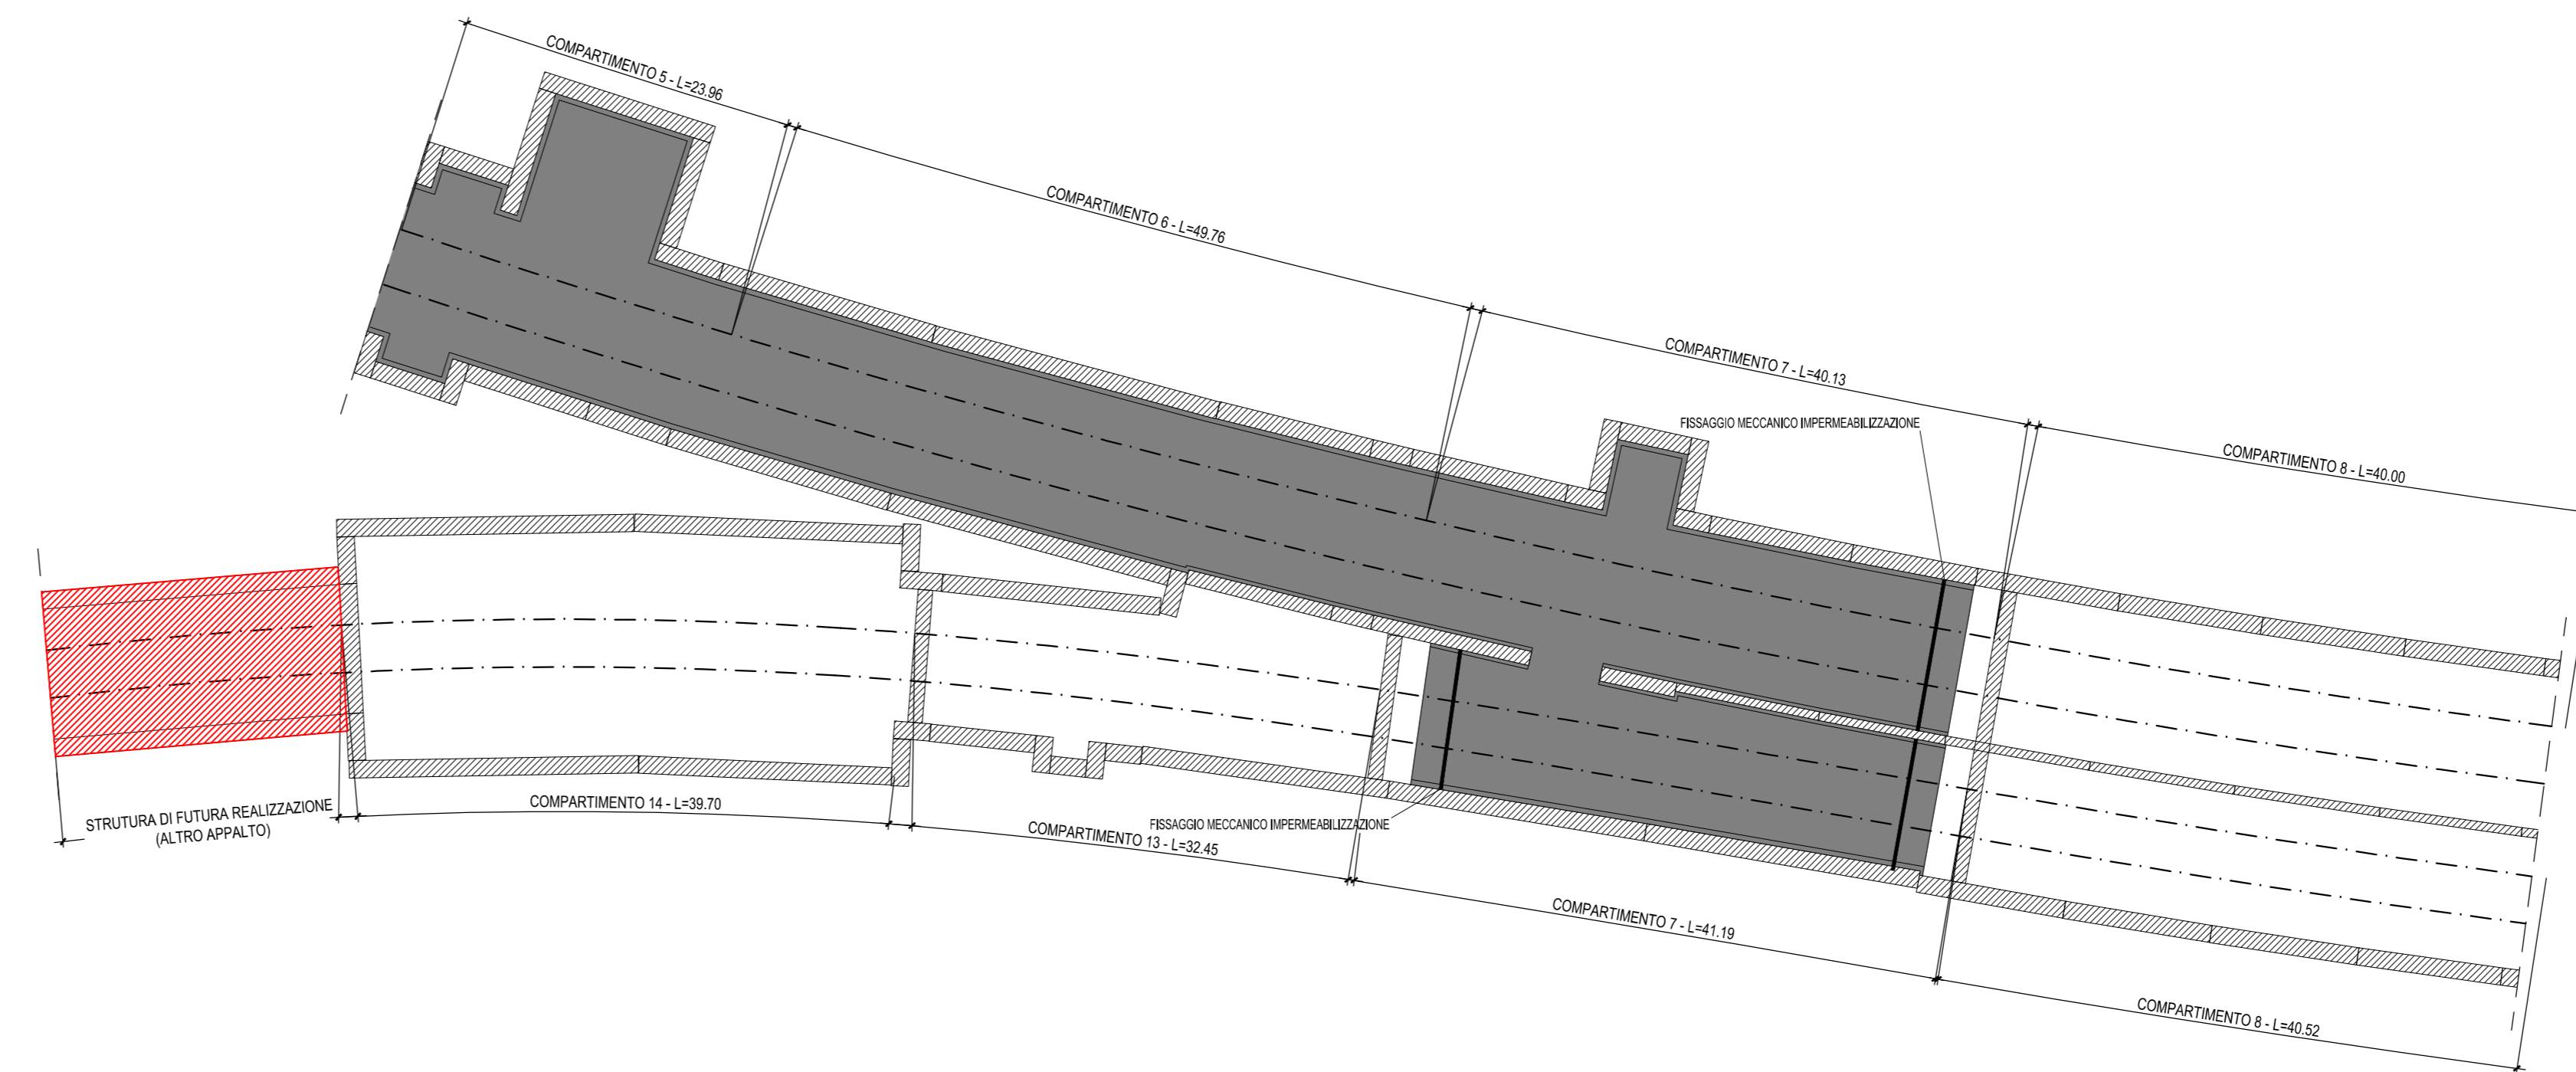 COMPARTIMENTO 5 - L=23.96
COMPARTIMENTO 6 - L=49.76
COMPARTIMENTO 7 - L=40.13
FISSAGGIO MECCANICO IMPERMEABILIZZAZIONE
COMPARTIMENTO 8 - L=40.00
STRUTURA DI FUTURA REALIZZAZIONE
(ALTRO APPALTO)
COMPARTIMENTO 14 - L=39.70
COMPARTIMENTO 13 - L=32.45
FISSAGGIO MECCANICO IMPERMEABILIZZAZIONE
COMPARTIMENTO 7 - L=41.19
COMPARTIMENTO 8 - L=40.52